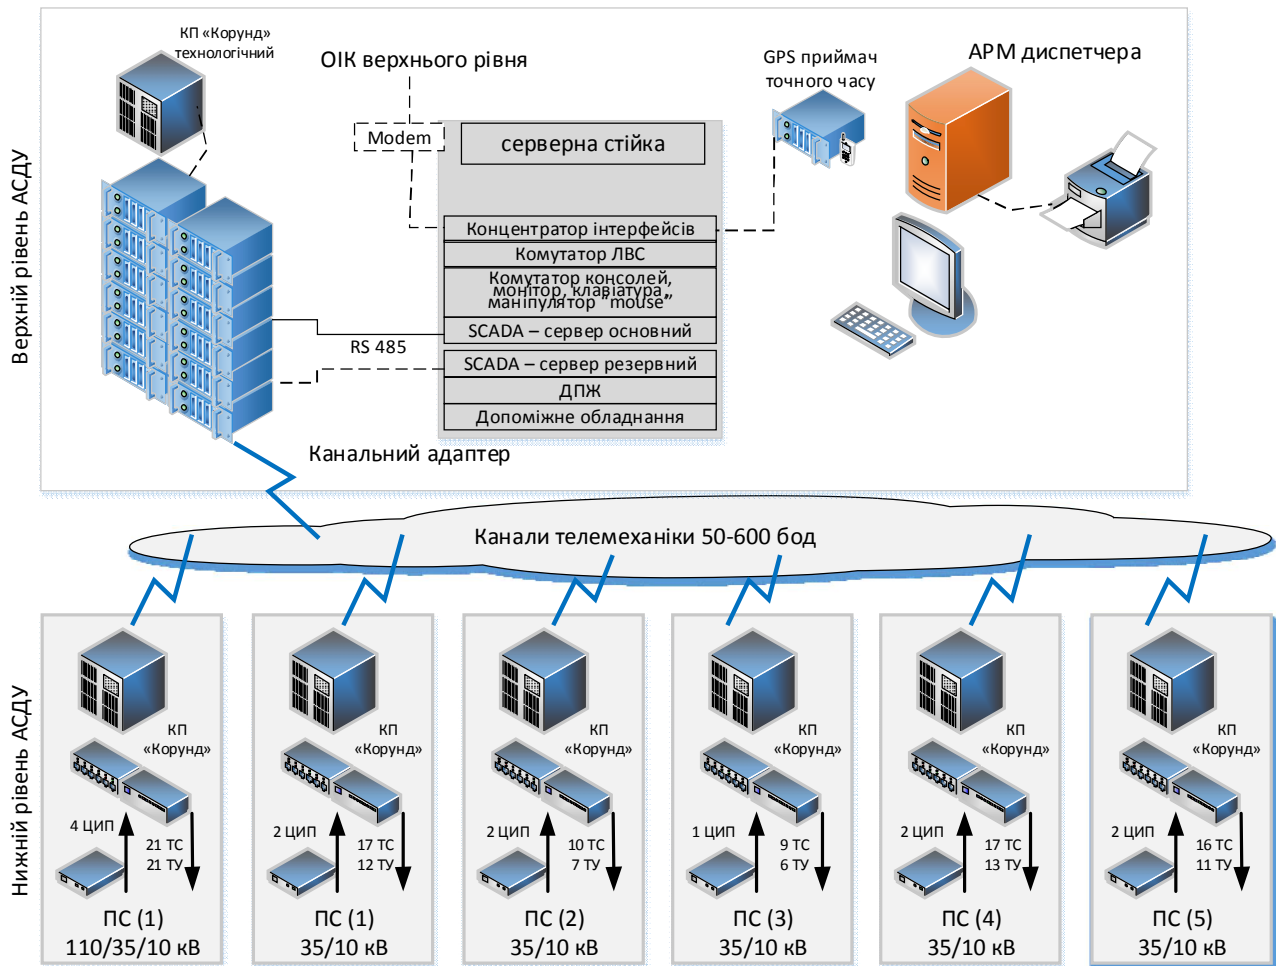 КП «Корунд»
технологічний
ОІК верхнього рівня
GPS приймач
точного часу
АРМ диспетчера
Modem
серверна стійка
Верхній рівень АСДУ
Концентратор інтерфейсів
Комутатор ЛВС
Комутатор консолей,
монітор, клавіатура,
маніпулятор "mouse"
SCADA – сервер основний
RS 485
SCADA – сервер резервний
ДПЖ
Допоміжне обладнання
Канальний адаптер
Канали телемеханіки 50-600 бод
Нижній рівень АСДУ
КП
«Корунд»
4 ЦИП
21 ТС
21 ТУ
ПС (1)
110/35/10 кВ
КП
«Корунд»
2 ЦИП
17 ТС
12 ТУ
ПС (1)
35/10 кВ
КП
«Корунд»
2 ЦИП
10 ТС
7 ТУ
ПС (2)
35/10 кВ
КП
«Корунд»
1 ЦИП
9 ТС
6 ТУ
ПС (3)
35/10 кВ
КП
«Корунд»
2 ЦИП
17 ТС
13 ТУ
ПС (4)
35/10 кВ
КП
«Корунд»
2 ЦИП
16 ТС
11 ТУ
ПС (5)
35/10 кВ